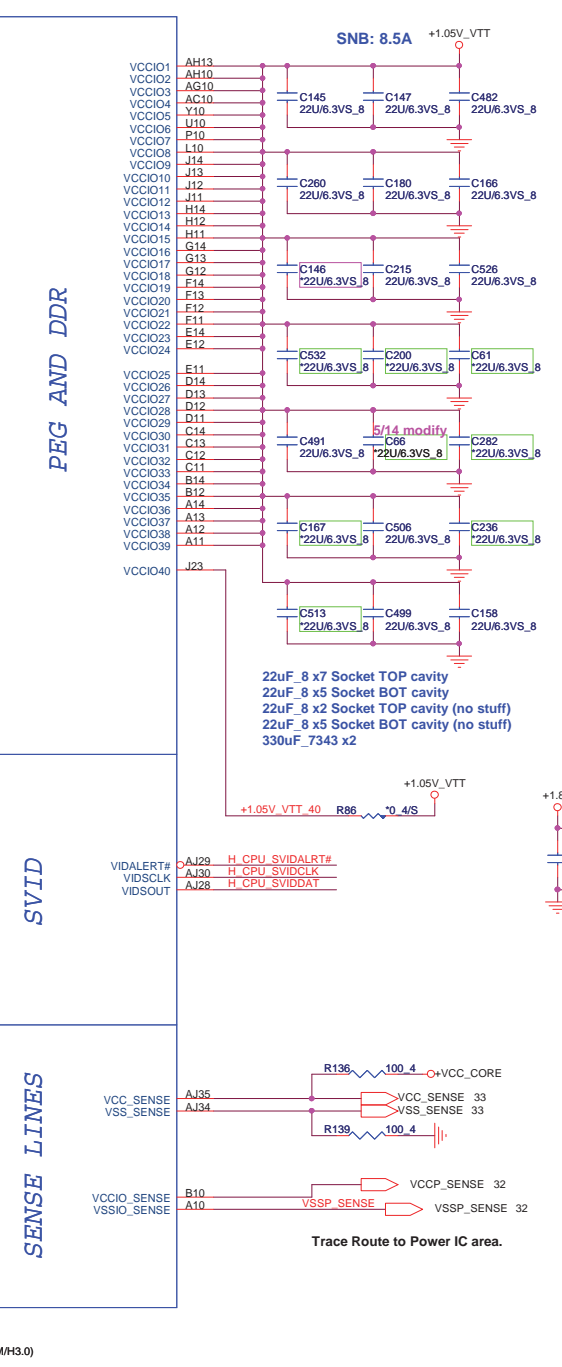 SNB: 8.5A
+1.05V_VTT
PEG AND DDR
VCCIO1 AH13
VCCIO2 AH10
VCCIO3 AG10
VCCIO4 AC10
VCCIO5 Y10
VCCIO6 U10
VCCIO7 P10
VCCIO8 L10
VCCIO9 J14
VCCIO10 J13
VCCIO11 J12
VCCIO12 J11
VCCIO13 H14
VCCIO14 H12
VCCIO15 H11
VCCIO16 G14
VCCIO17 G13
VCCIO18 G12
VCCIO19 F14
VCCIO20 F13
VCCIO21 F12
VCCIO22 F11
VCCIO23 E14
VCCIO24 E12
VCCIO25 E11
VCCIO26 D14
VCCIO27 D13
VCCIO28 D12
VCCIO29 D11
VCCIO30 C14
VCCIO31 C13
VCCIO32 C12
VCCIO33 C11
VCCIO34 B14
VCCIO35 B12
VCCIO36 A14
VCCIO37 A13
VCCIO38 A12
VCCIO39 A11
VCCIO40 J23
C145 C147 C482
22U/6.3VS_8 22U/6.3VS_8 22U/6.3VS_8
C260 C180 C166
22U/6.3VS_8 22U/6.3VS_8 22U/6.3VS_8
C146 C215 C526
*22U/6.3VS_8 22U/6.3VS_8 22U/6.3VS_8
C532 C200 C61
*22U/6.3VS_8 *22U/6.3VS_8 *22U/6.3VS_8
5/14 modify
C491 C66 C282
22U/6.3VS_8 *22U/6.3VS_8 *22U/6.3VS_8
C167 C506 C236
*22U/6.3VS_8 22U/6.3VS_8 *22U/6.3VS_8
C513 C499 C158
*22U/6.3VS_8 22U/6.3VS_8 22U/6.3VS_8
22uF_8 x7 Socket TOP cavity
22uF_8 x5 Socket BOT cavity
22uF_8 x2 Socket TOP cavity (no stuff)
22uF_8 x5 Socket BOT cavity (no stuff)
330uF_7343 x2
+1.05V_VTT
+1.05V_VTT_40 R86 *0_4/S
+1.8
SVID
VIDALERT# AJ29 H_CPU_SVIDALRT#
VIDSCLK AJ30 H_CPU_SVIDCLK
VIDSOUT AJ28 H_CPU_SVIDDAT
SENSE LINES
R136 100_4 +VCC_CORE
VCC_SENSE AJ35 VCC_SENSE 33
VSS_SENSE AJ34 VSS_SENSE 33
R139 100_4
VCCIO_SENSE B10 VCCP_SENSE 32
VSSIO_SENSE A10 VSSP_SENSE VSSP_SENSE 32
Trace Route to Power IC area.
M/H3.0)